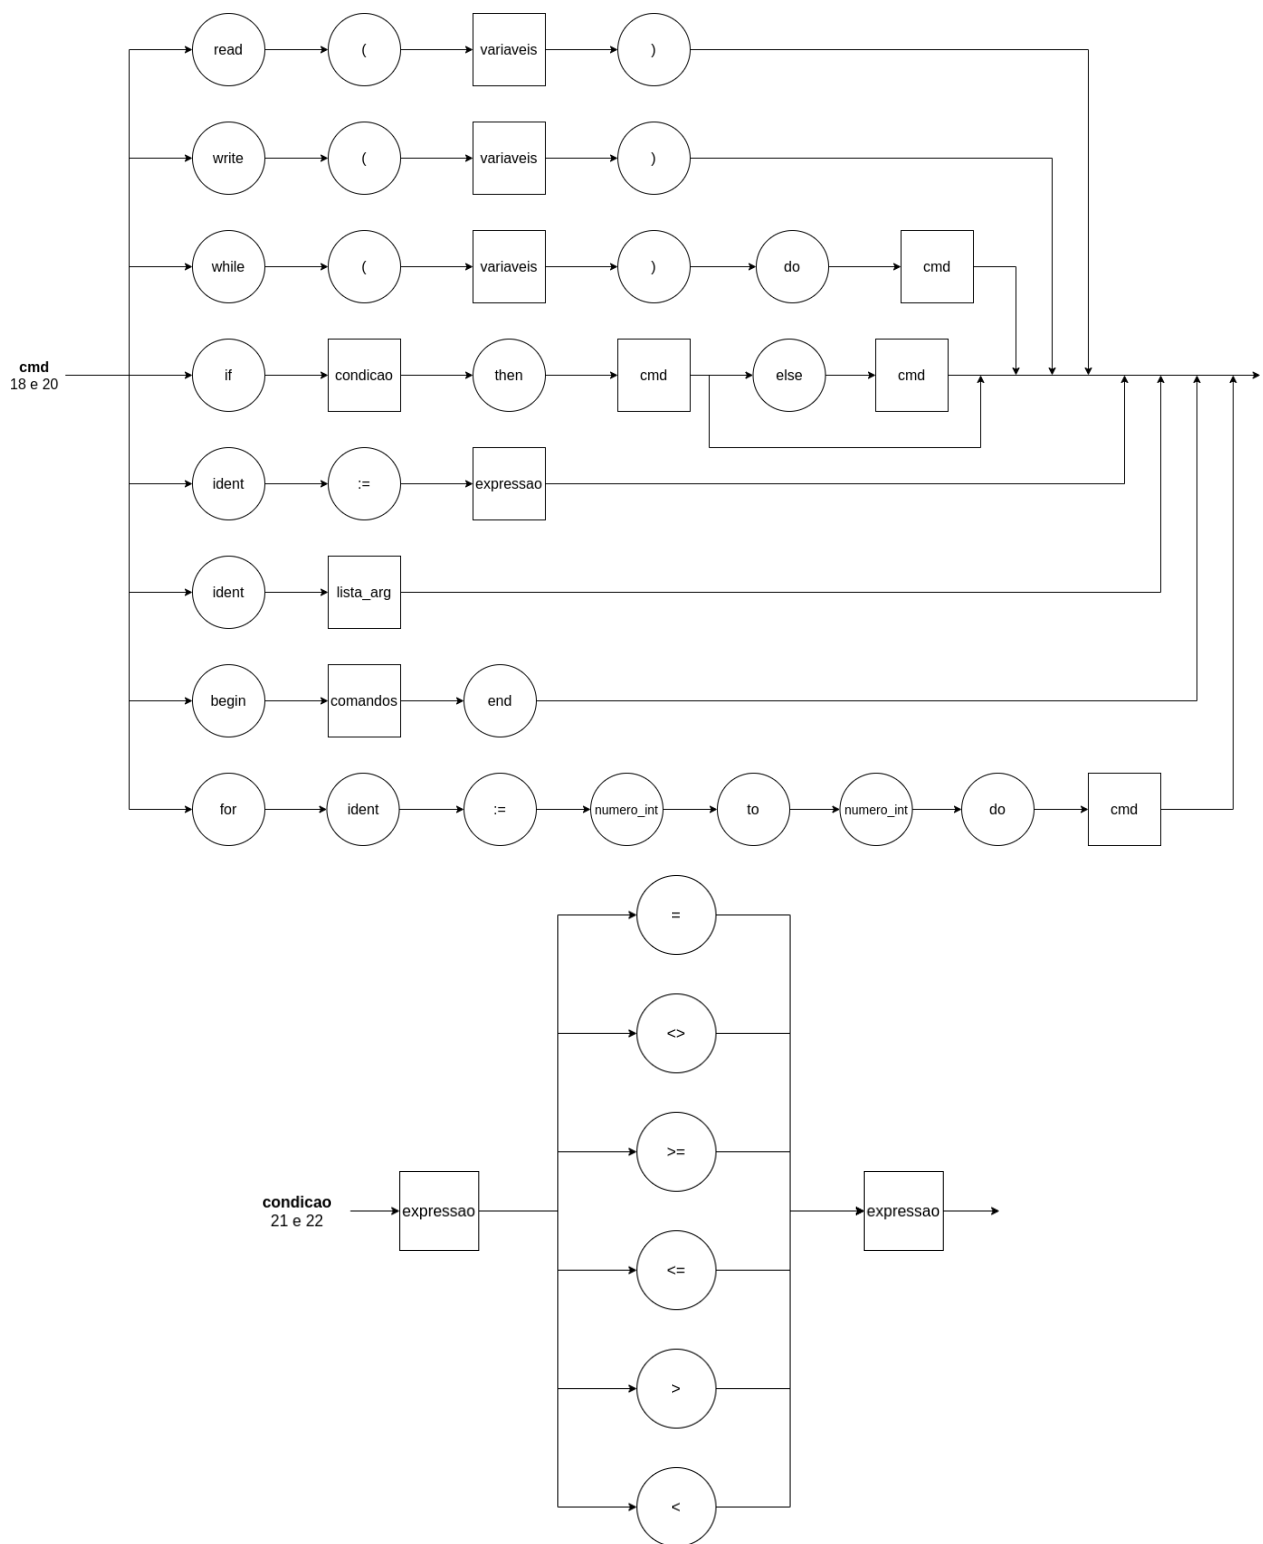 read ( variaveis )
write ( variaveis )
while ( variaveis ) do cmd
cmd
18 e 20
if condicao then cmd else cmd
ident := expressao
ident lista_arg
begin comandos end
for ident := numero_int to numero_int do cmd
=
<>
>=
condicao
21 e 22
expressao expressao
<=
>
<